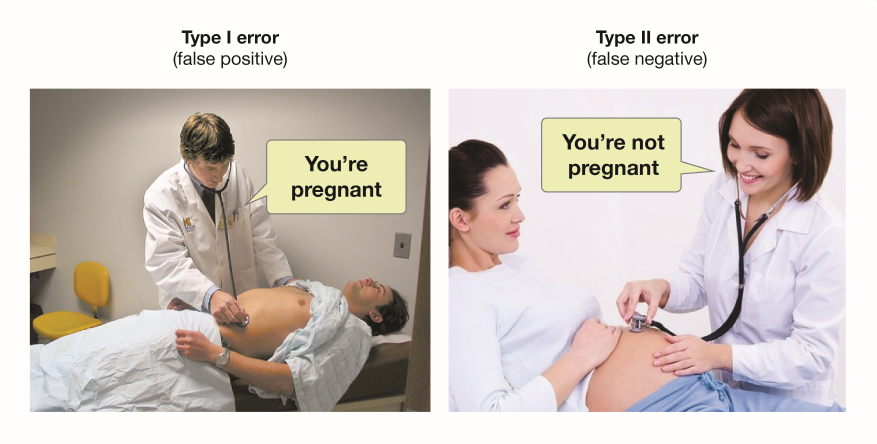 Type I error
(false positive)
You're
pregnant
Type II error
(false negative)
You're not
pregnant